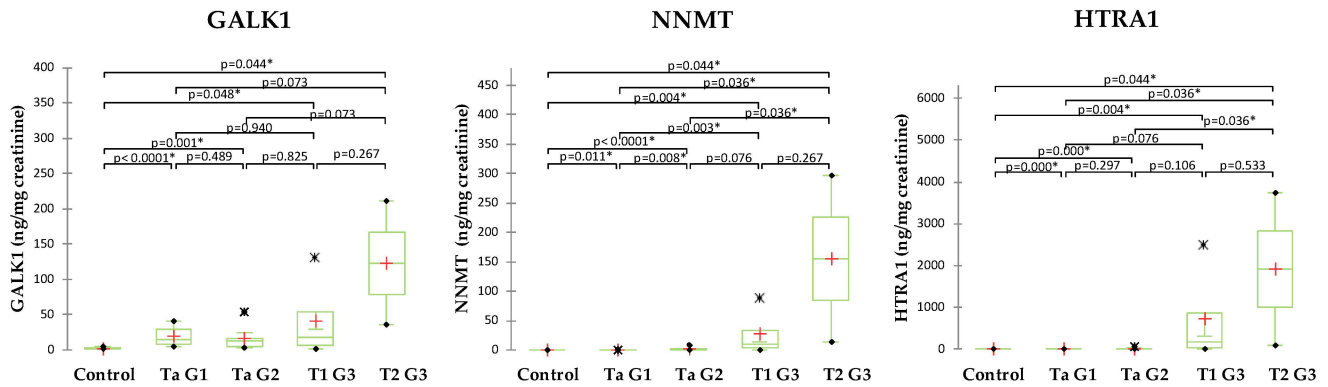 GALK1
NNMT
HTRA1
GALK1 (ng/mg creatinine)
400
350
300
250
200
150
100
50
0
p=0.044*
p=0.073
p=0.048*
p=0.073
p=0.940
p=0.001*
p<0.0001*
p=0.489
p=0.825
p=0.267
Control
Ta G1
Ta G2
T1 G3
T2 G3
NNMT (ng/mg creatinine)
450
400
350
300
250
200
150
100
50
0
p=0.044*
p=0.036*
p=0.004*
p=0.036*
p=0.003*
p<0.0001*
p=0.011*
p=0.008*
p=0.076
p=0.267
Control
Ta G1
Ta G2
T1 G3
T2 G3
HTRA1 (ng/mg creatinine)
6000
5000
4000
3000
2000
1000
0
p=0.044*
p=0.036*
p=0.004*
p=0.036*
p=0.076
p=0.000*
p=0.000*
p=0.297
p=0.106
p=0.533
Control
Ta G1
Ta G2
T1 G3
T2 G3